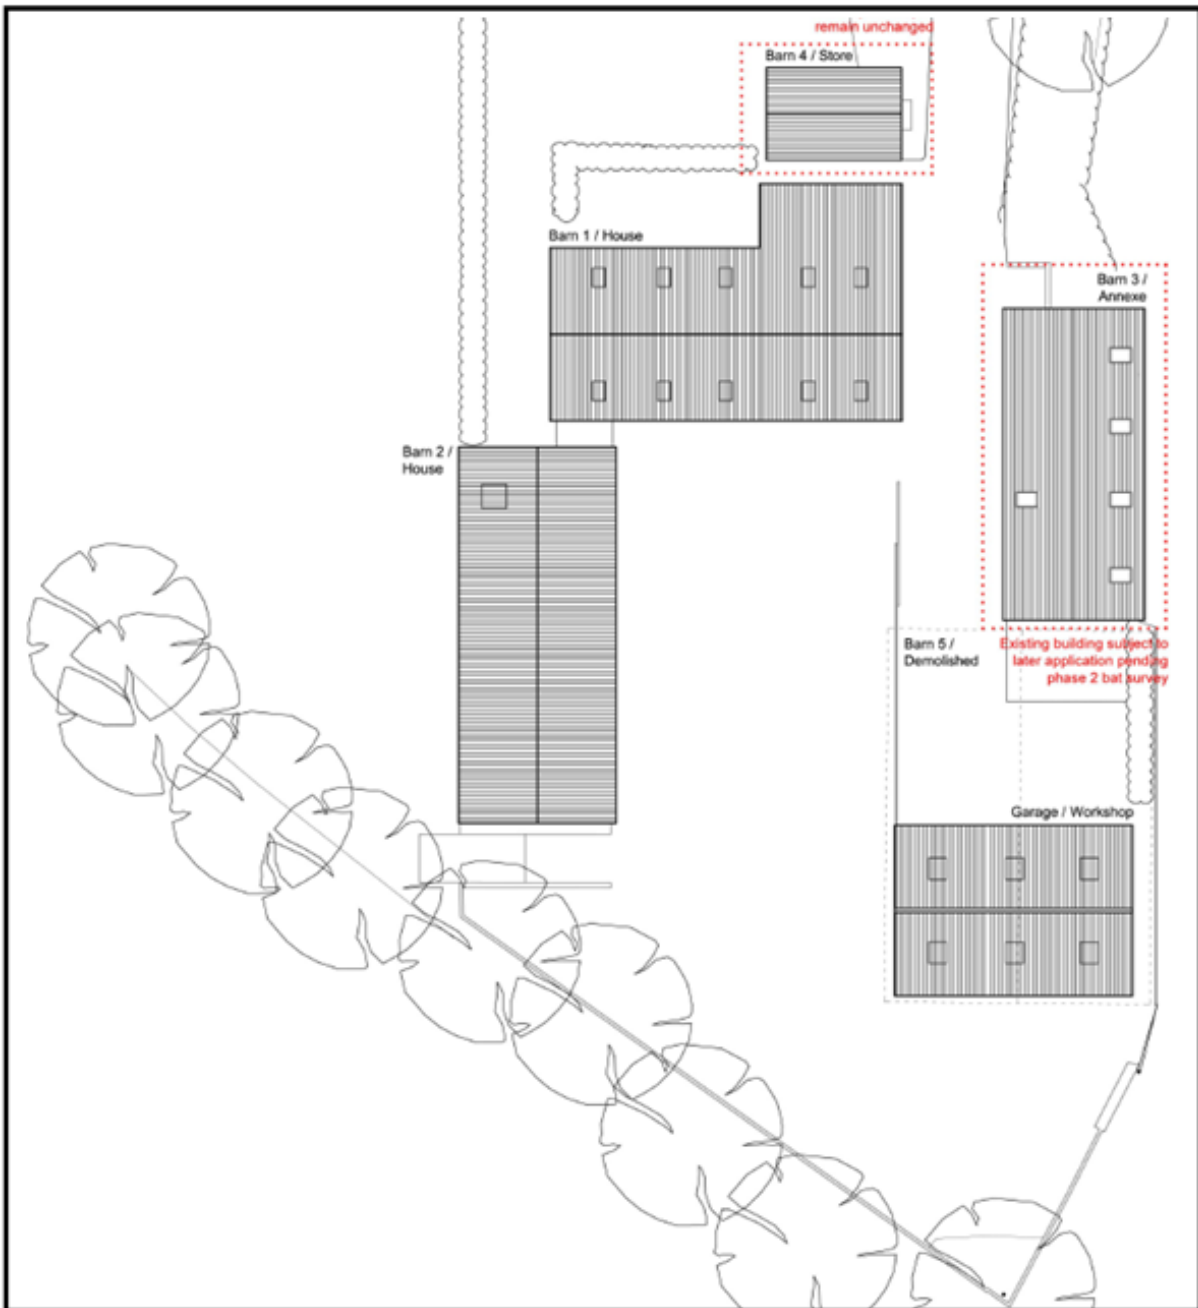 remain unchanged
Barn 4 / Store
Barn 1 / House
Barn 3 /
Annexe
Barn 2 /
House
Barn 5 /
Demolished
Existing building subject to
later application pending
phase 2 bat survey
Garage / Workshop